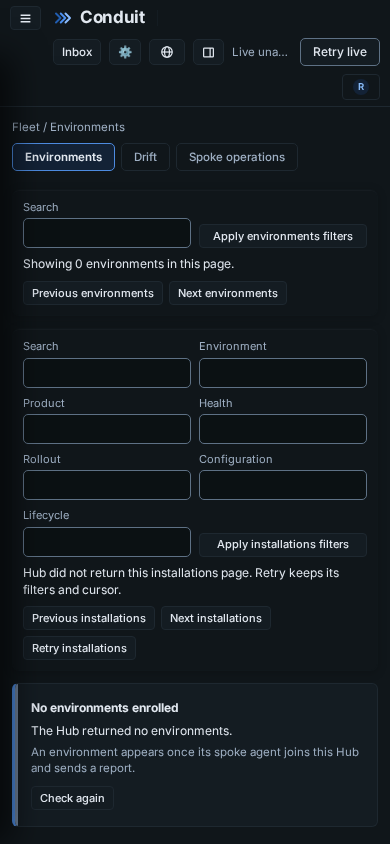 Conduit
Inbox
Live una...
Retry live
R
Fleet / Environments
Environments
Drift
Spoke operations
Search
Apply environments filters
Showing 0 environments in this page.
Previous environments
Next environments
Search
Environment
Product
Health
Rollout
Configuration
Lifecycle
Apply installations filters
Hub did not return this installations page. Retry keeps its
filters and cursor.
Previous installations
Next installations
Retry installations
No environments enrolled
The Hub returned no environments.
An environment appears once its spoke agent joins this Hub
and sends a report.
Check again